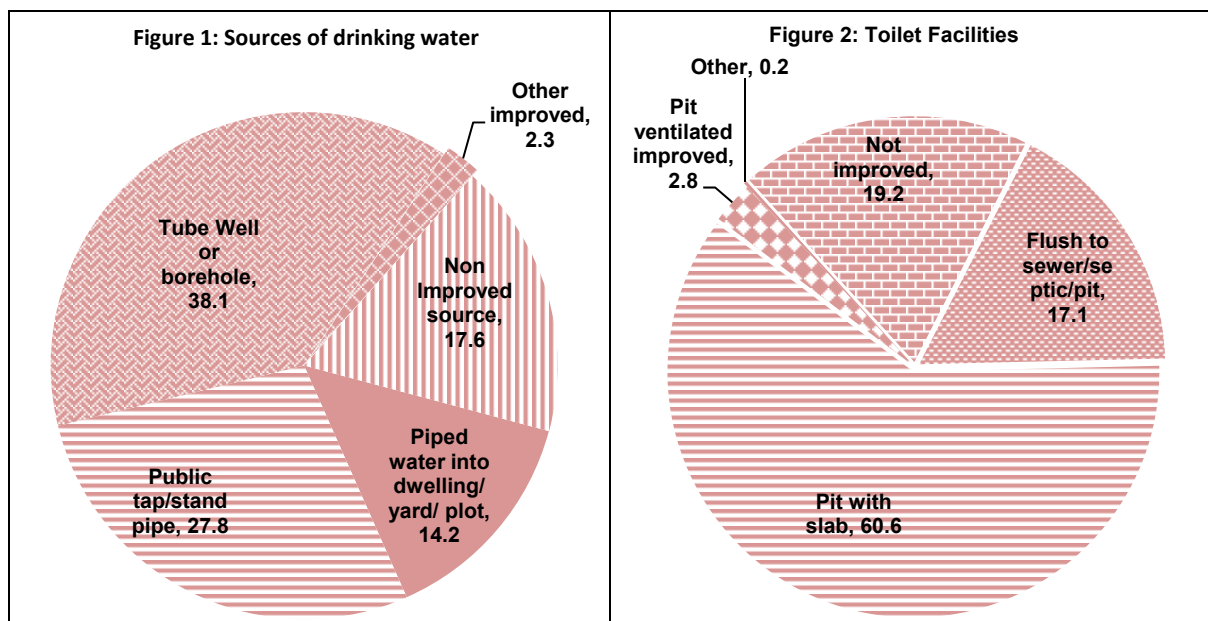 Figure 1: Sources of drinking water
Other
improved,
2.3
Tube Well
or
borehole,
38.1
Non
Improved
source,
17.6
Piped
water into
dwelling/
yard/ plot,
14.2
Public
tap/stand
pipe, 27.8
Figure 2: Toilet Facilities
Other, 0.2
Pit
ventilated
improved,
2.8
Not
improved,
19.2
Flush to
sewer/se
ptic/pit,
17.1
Pit with
slab, 60.6